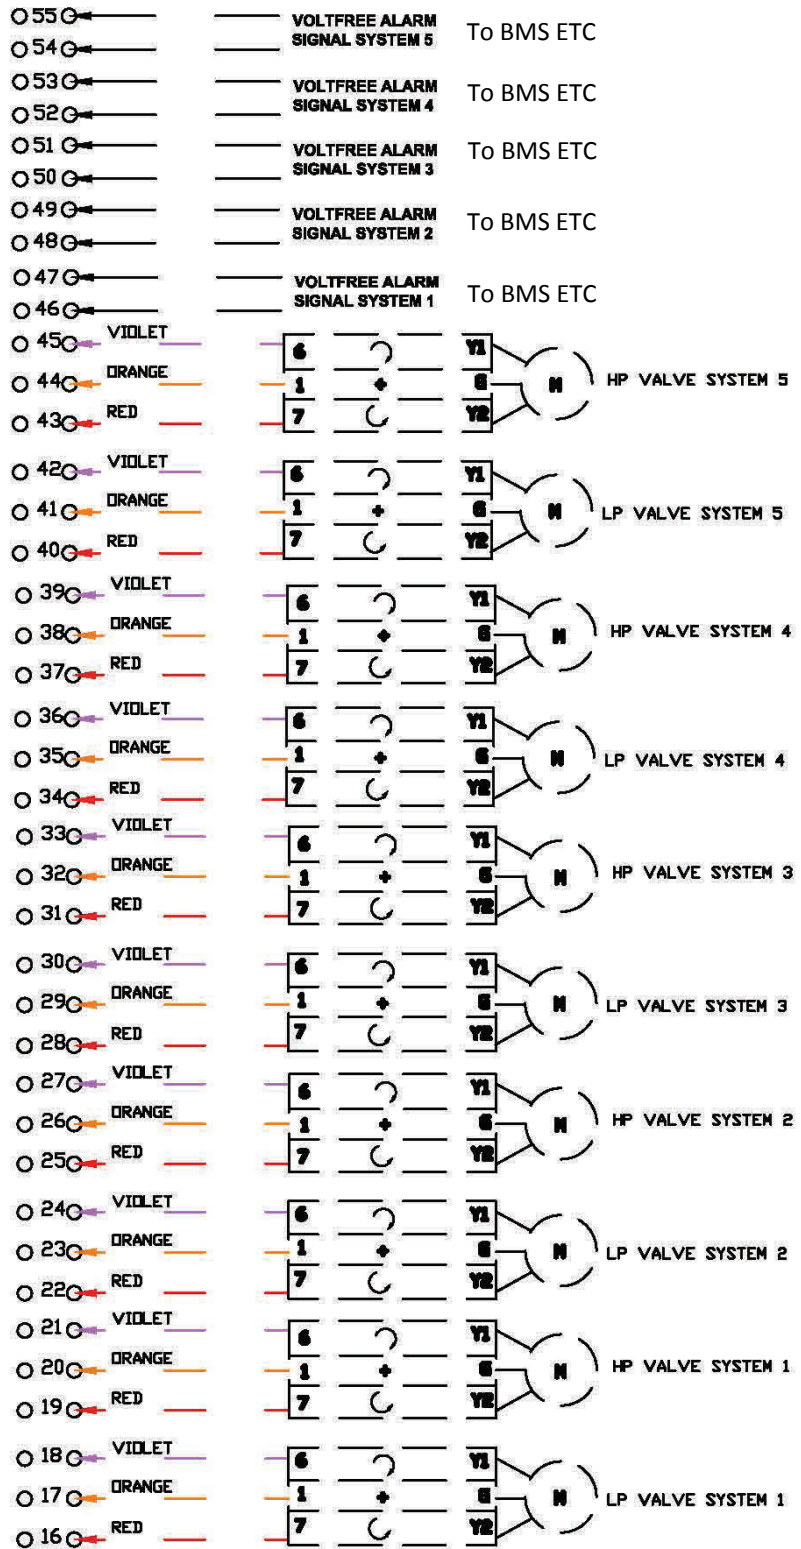 55 VOLTFREE ALARM To BMS ETC
54 SIGNAL SYSTEM 5
53 VOLTFREE ALARM To BMS ETC
52 SIGNAL SYSTEM 4
51 VOLTFREE ALARM To BMS ETC
50 SIGNAL SYSTEM 3
49 VOLTFREE ALARM To BMS ETC
48 SIGNAL SYSTEM 2
47 VOLTFREE ALARM To BMS ETC
46 SIGNAL SYSTEM 1
45 VIOLET 6 Y1
44 ORANGE 1 + G M HP VALVE SYSTEM 5
43 RED 7 Y2
42 VIOLET 6 Y1
41 ORANGE 1 + G M LP VALVE SYSTEM 5
40 RED 7 Y2
39 VIOLET 6 Y1
38 ORANGE 1 + G M HP VALVE SYSTEM 4
37 RED 7 Y2
36 VIOLET 6 Y1
35 ORANGE 1 + G M LP VALVE SYSTEM 4
34 RED 7 Y2
33 VIOLET 6 Y1
32 ORANGE 1 + G M HP VALVE SYSTEM 3
31 RED 7 Y2
30 VIOLET 6 Y1
29 ORANGE 1 + G M LP VALVE SYSTEM 3
28 RED 7 Y2
27 VIOLET 6 Y1
26 ORANGE 1 + G M HP VALVE SYSTEM 2
25 RED 7 Y2
24 VIOLET 6 Y1
23 ORANGE 1 + G M LP VALVE SYSTEM 2
22 RED 7 Y2
21 VIOLET 6 Y1
20 ORANGE 1 + G M HP VALVE SYSTEM 1
19 RED 7 Y2
18 VIOLET 6 Y1
17 ORANGE 1 + G M LP VALVE SYSTEM 1
16 RED 7 Y2